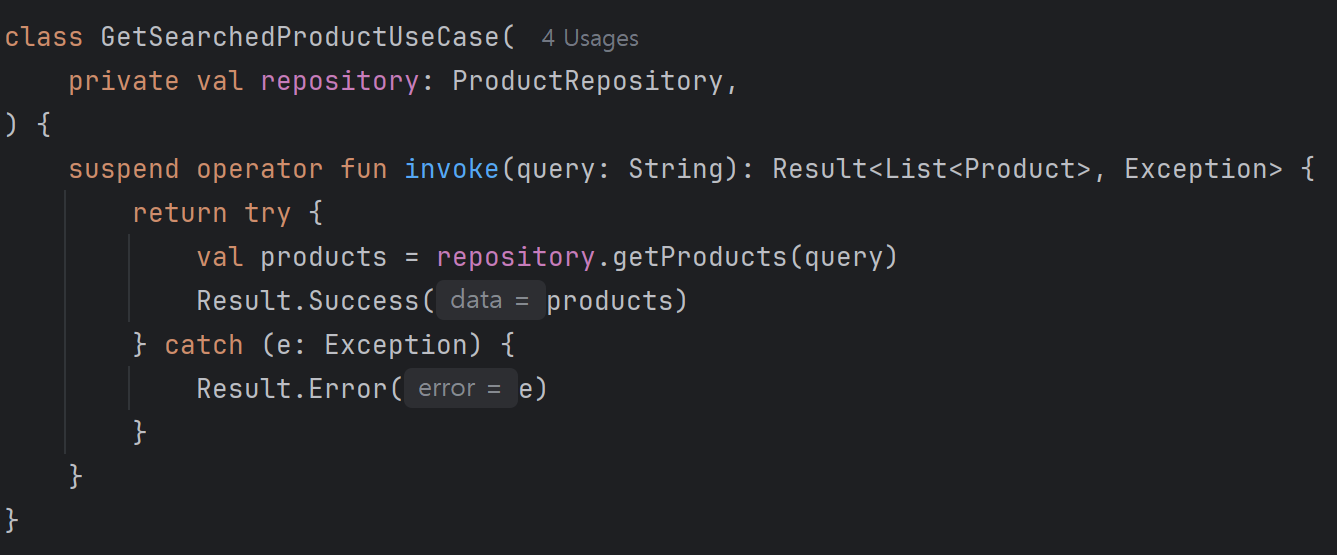 class GetSearchedProductUseCase( 4 Usages
    private val repository: ProductRepository,
) {
    suspend operator fun invoke(query: String): Result<List<Product>, Exception> {
        return try {
            val products = repository.getProducts(query)
            Result.Success( data = products)
        } catch (e: Exception) {
            Result.Error( error = e)
        }
    }
}